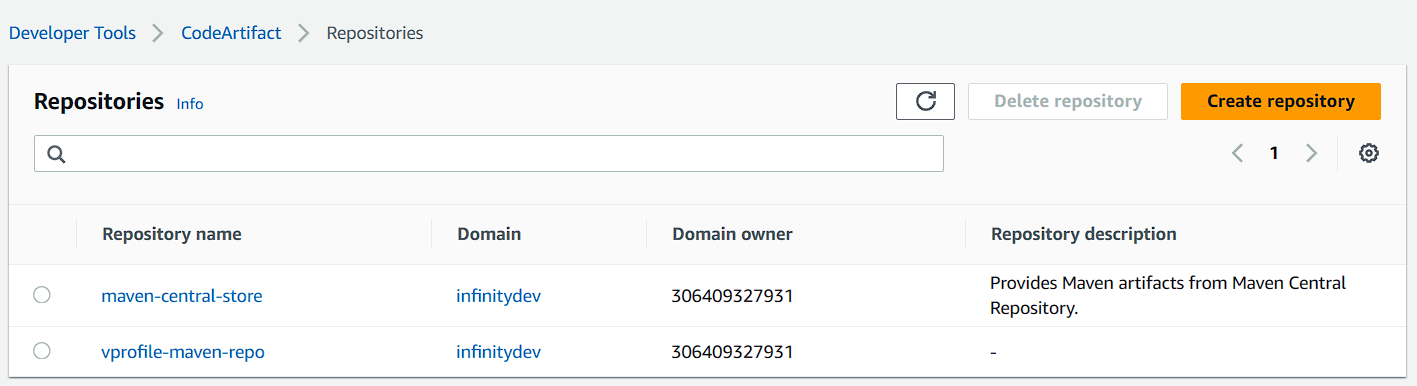 Developer Tools > CodeArtifact > Repositories
Repositories Info Delete repository Create repository
1
Repository name Domain Domain owner Repository description
maven-central-store infinitydev 306409327931 Provides Maven artifacts from Maven Central
Repository.
vprofile-maven-repo infinitydev 306409327931 -